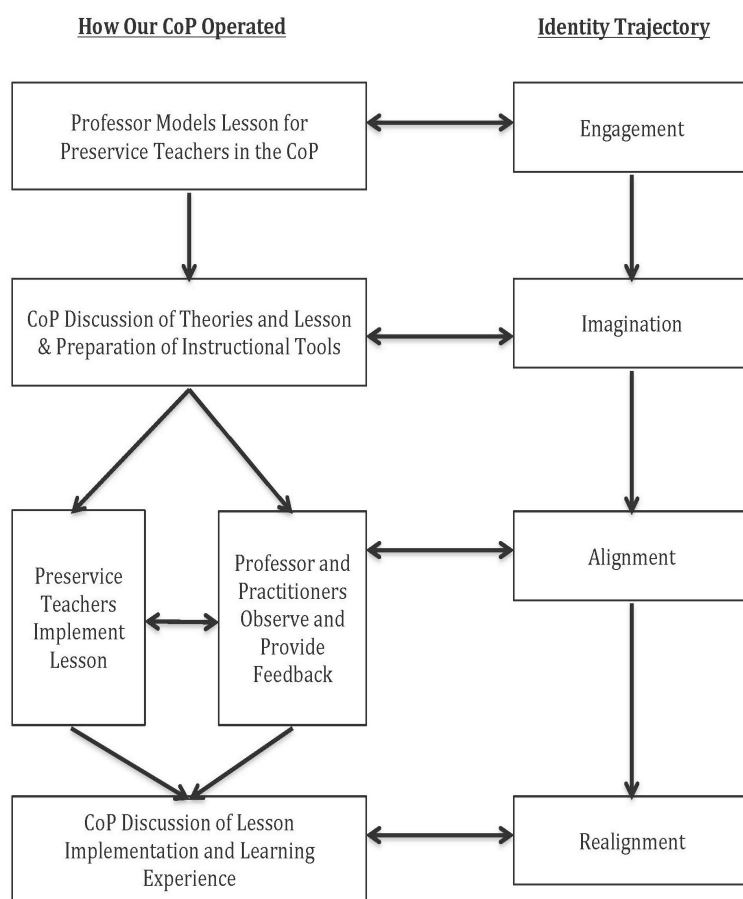 How Our CoP Operated
Identity Trajectory
Professor Models Lesson for
Preservice Teachers in the CoP
Engagement
CoP Discussion of Theories and Lesson
& Preparation of Instructional Tools
Imagination
Preservice
Teachers
Implement
Lesson
Professor and
Practitioners
Observe and
Provide
Feedback
Alignment
CoP Discussion of Lesson
Implementation and Learning
Experience
Realignment